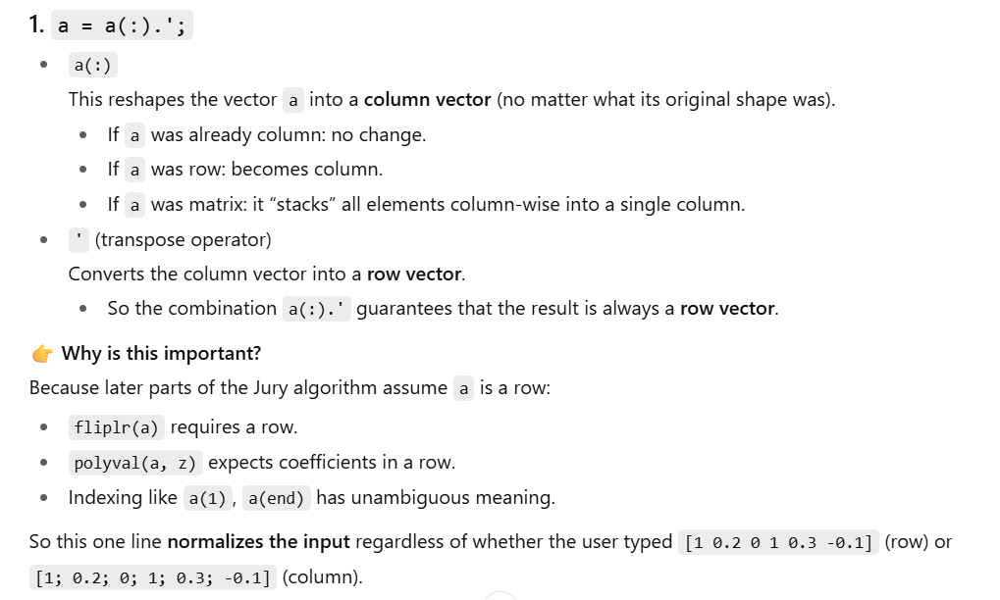 1. a = a(:).';
a(:)
This reshapes the vector a into a column vector (no matter what its original shape was).
If a was already column: no change.
If a was row: becomes column.
If a was matrix: it “stacks” all elements column-wise into a single column.
' (transpose operator)
Converts the column vector into a row vector.
So the combination a(:).' guarantees that the result is always a row vector.
👉 Why is this important?
Because later parts of the Jury algorithm assume a is a row:
fliplr(a) requires a row.
polyval(a, z) expects coefficients in a row.
Indexing like a(1), a(end) has unambiguous meaning.
So this one line normalizes the input regardless of whether the user typed [1 0.2 0 1 0.3 -0.1] (row) or
[1; 0.2; 0; 1; 0.3; -0.1] (column).